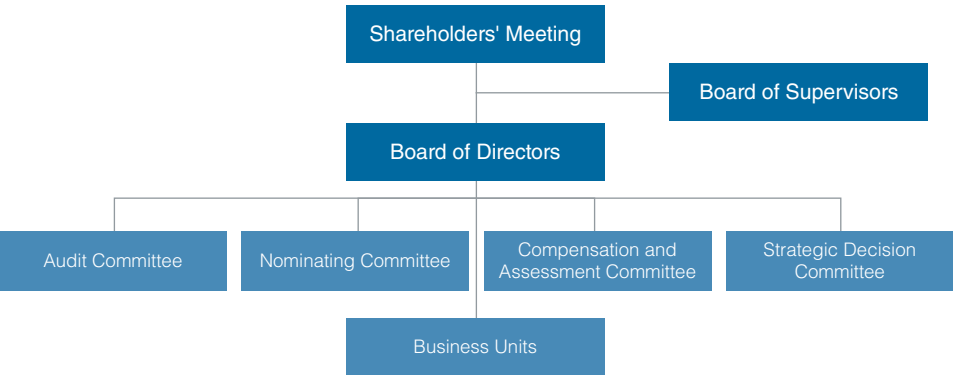 Shareholders' Meeting
Board of Supervisors
Board of Directors
Audit Committee
Nominating Committee
Compensation and
Assessment Committee
Strategic Decision
Committee
Business Units